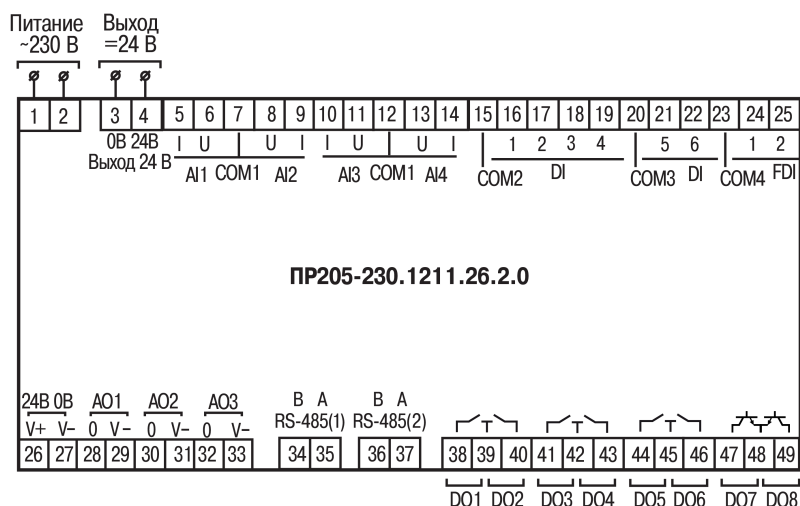 Питание Выход
~230 В =24 В
1 2 3 4 5 6 7 8 9 10 11 12 13 14 15 16 17 18 19 20 21 22 23 24 25
0В 24В I U U I I U U I 1 2 3 4 5 6 1 2
Выход 24 В AI1 COM1 AI2 AI3 COM1 AI4 COM2 DI COM3 DI COM4 FDI
ПР205-230.1211.26.2.0
24В 0В АО1 АО2 АО3 B A B A
V+ V– 0 V– 0 V– 0 V– RS-485(1) RS-485(2)
26 27 28 29 30 31 32 33 34 35 36 37 38 39 40 41 42 43 44 45 46 47 48 49
DO1 DO2 DO3 DO4 DO5 DO6 DO7 DO8